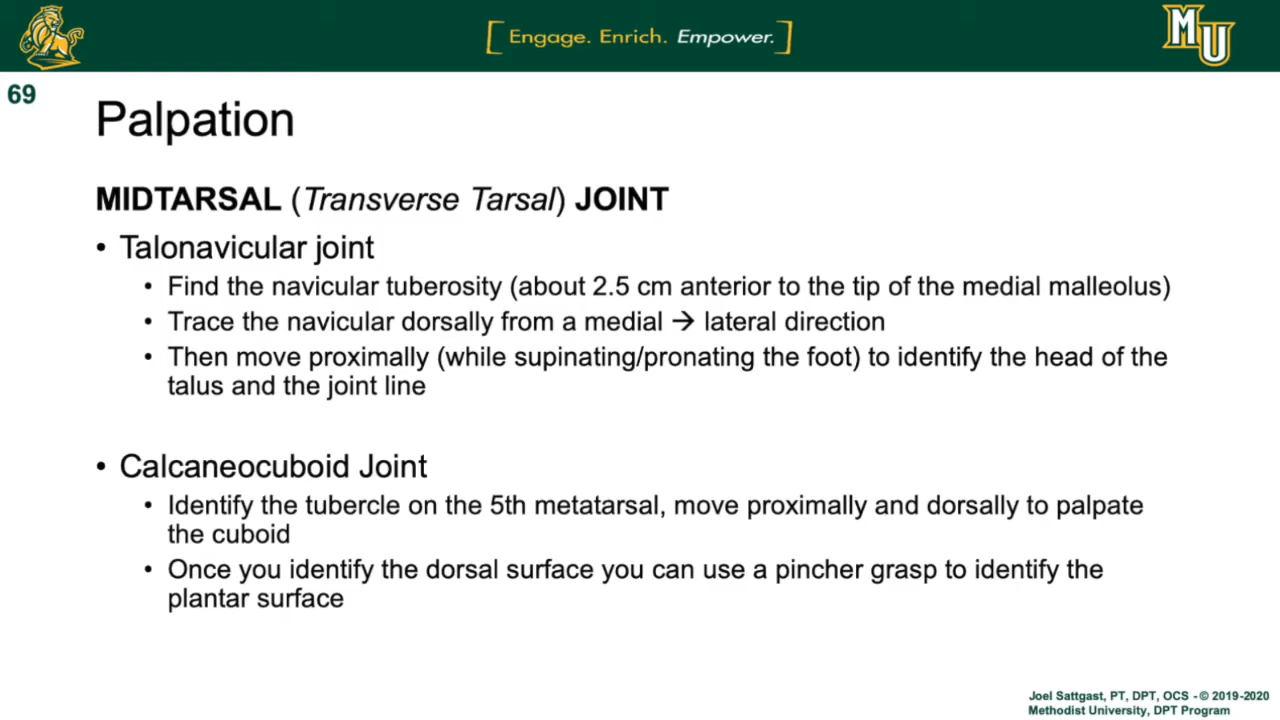 [ Engage. Enrich. Empower. ]
MU
69
Palpation
MIDTARSAL (Transverse Tarsal) JOINT
• Talonavicular joint
• Find the navicular tuberosity (about 2.5 cm anterior to the tip of the medial malleolus)
• Trace the navicular dorsally from a medial → lateral direction
• Then move proximally (while supinating/pronating the foot) to identify the head of the
talus and the joint line
• Calcaneocuboid Joint
• Identify the tubercle on the 5th metatarsal, move proximally and dorsally to palpate
the cuboid
• Once you identify the dorsal surface you can use a pincher grasp to identify the
plantar surface
Joel Sattgast, PT, DPT, OCS - © 2019-2020
Methodist University, DPT Program